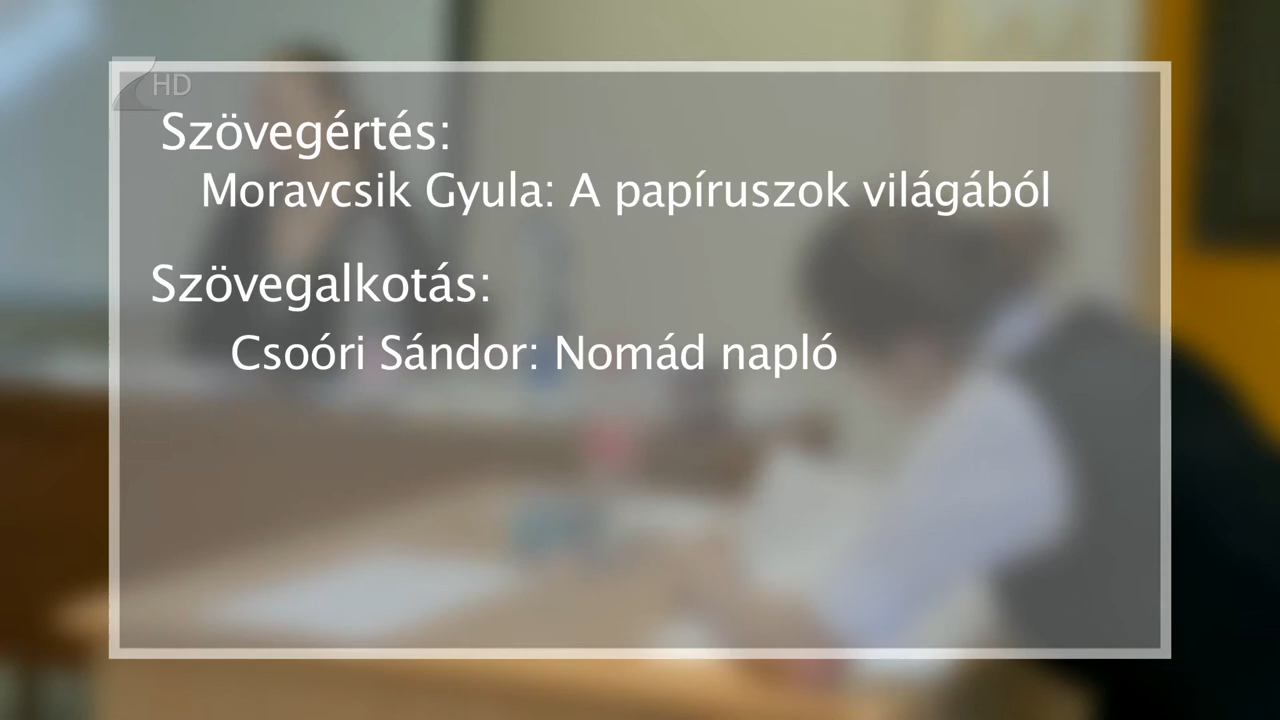 HD
Szövegértés:
Moravcsik Gyula: A papíruszok világából
Szövegalkotás:
Csoóri Sándor: Nomád napló